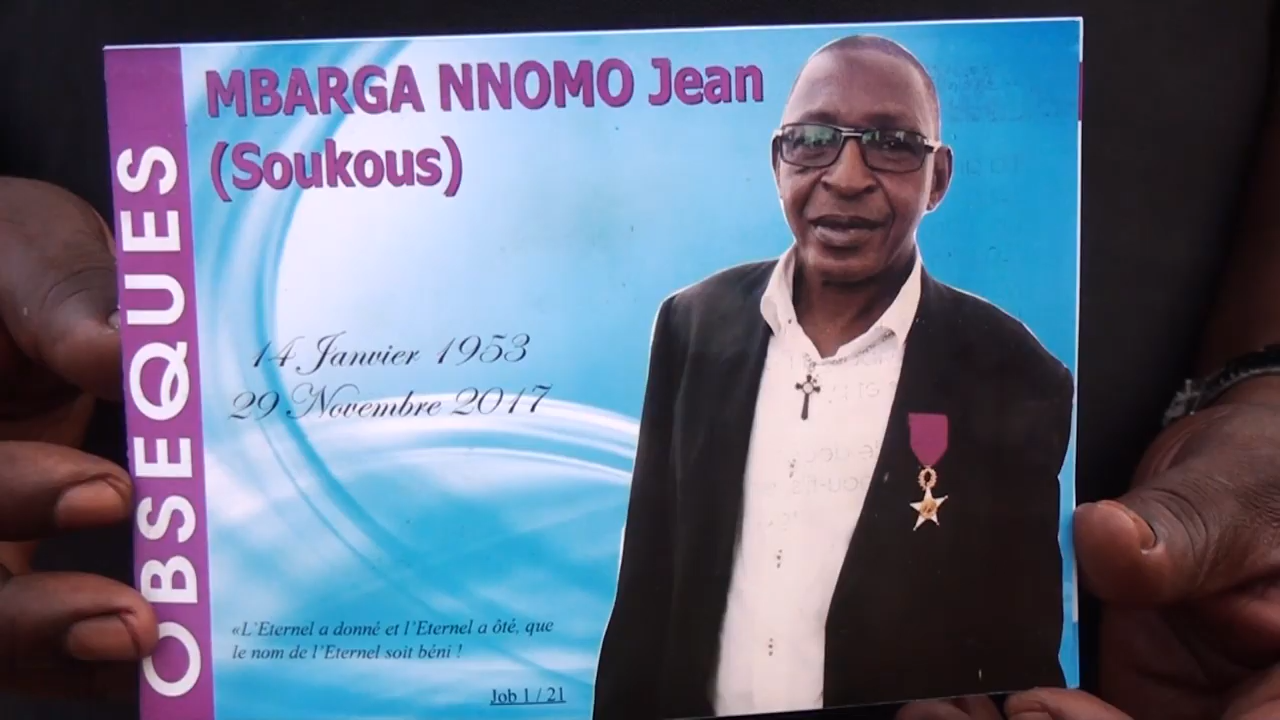 OBSEQUES
MBARGA NNOMO Jean
(Soukous)
14 Janvier 1953
29 Novembre 2017
«L'Eternel a donné et l'Eternel a ôté, que
le nom de l'Eternel soit béni !
Job 1 / 21